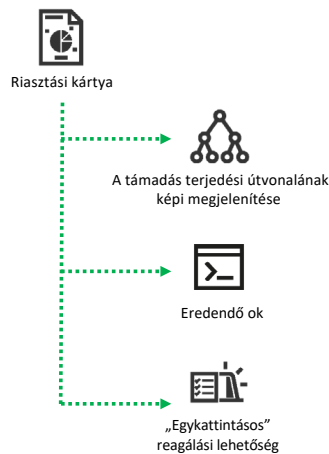 Riasztási kártya
A támadás terjedési útvonalának
képi megjelenítése
Eredendő ok
„Egykattintásos”
reagálási lehetőség